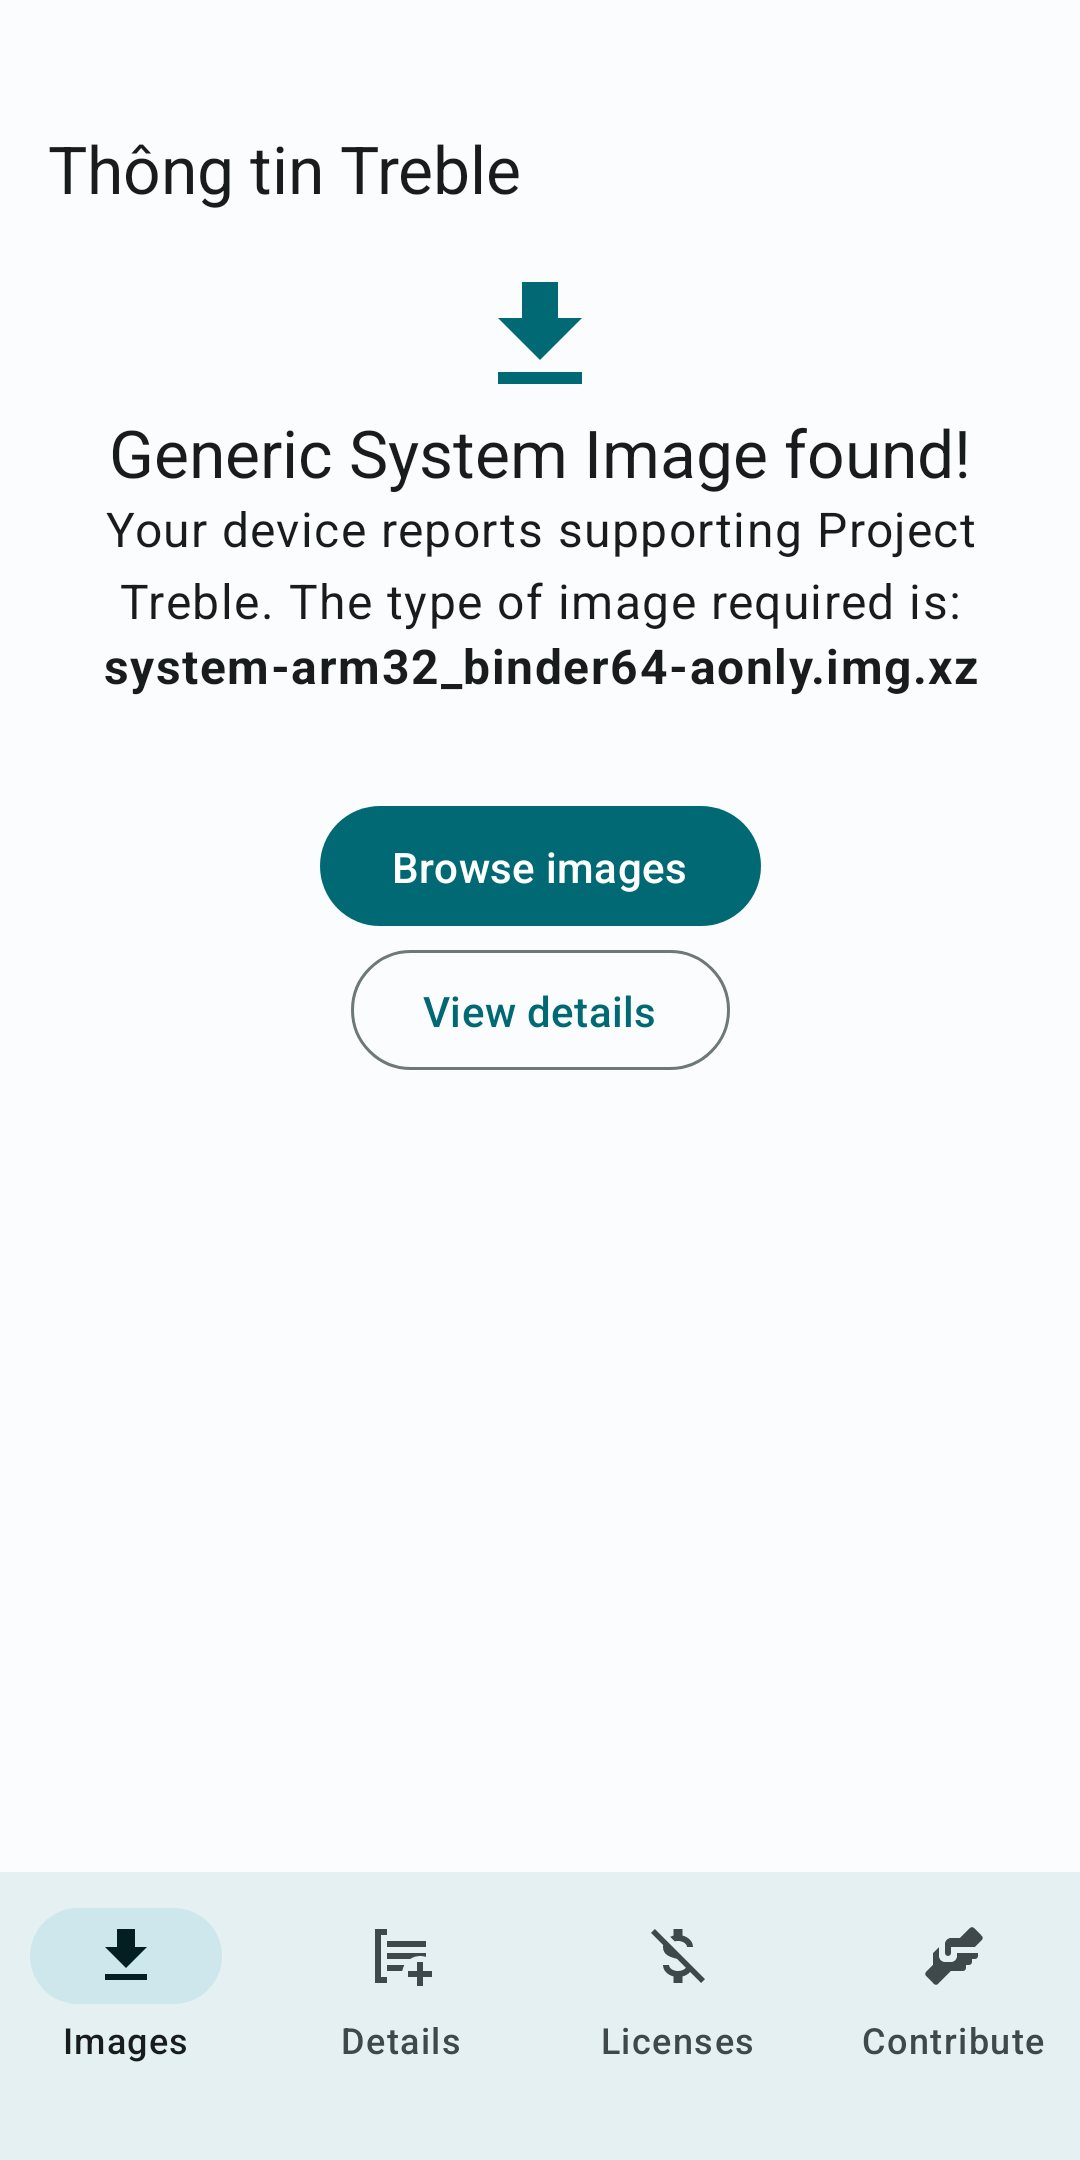 Thông tin Treble
Generic System Image found!
Your device reports supporting Project
Treble. The type of image required is:
system-arm32_binder64-aonly.img.xz
Browse images
View details
Images
Details
Licenses
Contribute